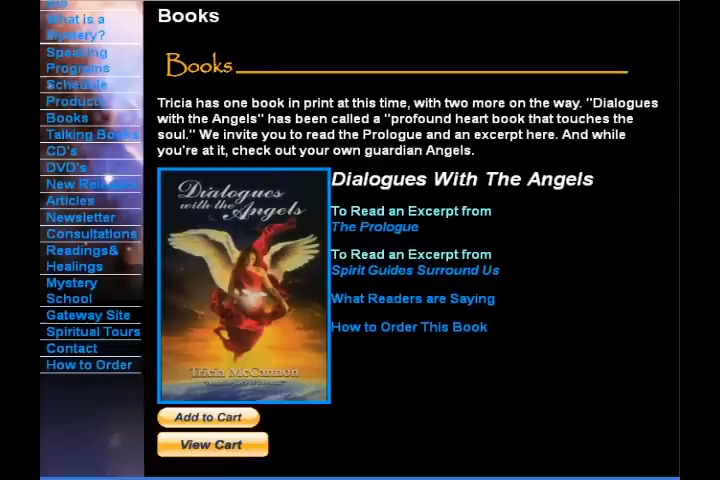 What is a
Mystery?
Speaking
Programs
Schedule
Products
Books
Talking Books
CD's
DVD's
New Releases
Articles
Newsletter
Consultations
Readings&
Healings
Mystery
School
Gateway Site
Spiritual Tours
Contact
How to Order
Books
Books
Tricia has one book in print at this time, with two more on the way. "Dialogues
with the Angels" has been called a "profound heart book that touches the
soul." We invite you to read the Prologue and an excerpt here. And while
you're at it, check out your own guardian Angels.
Dialogues
with the Angels
Tricia McCannon
Dialogues With The Angels
To Read an Excerpt from
The Prologue
To Read an Excerpt from
Spirit Guides Surround Us
What Readers are Saying
How to Order This Book
Add to Cart
View Cart